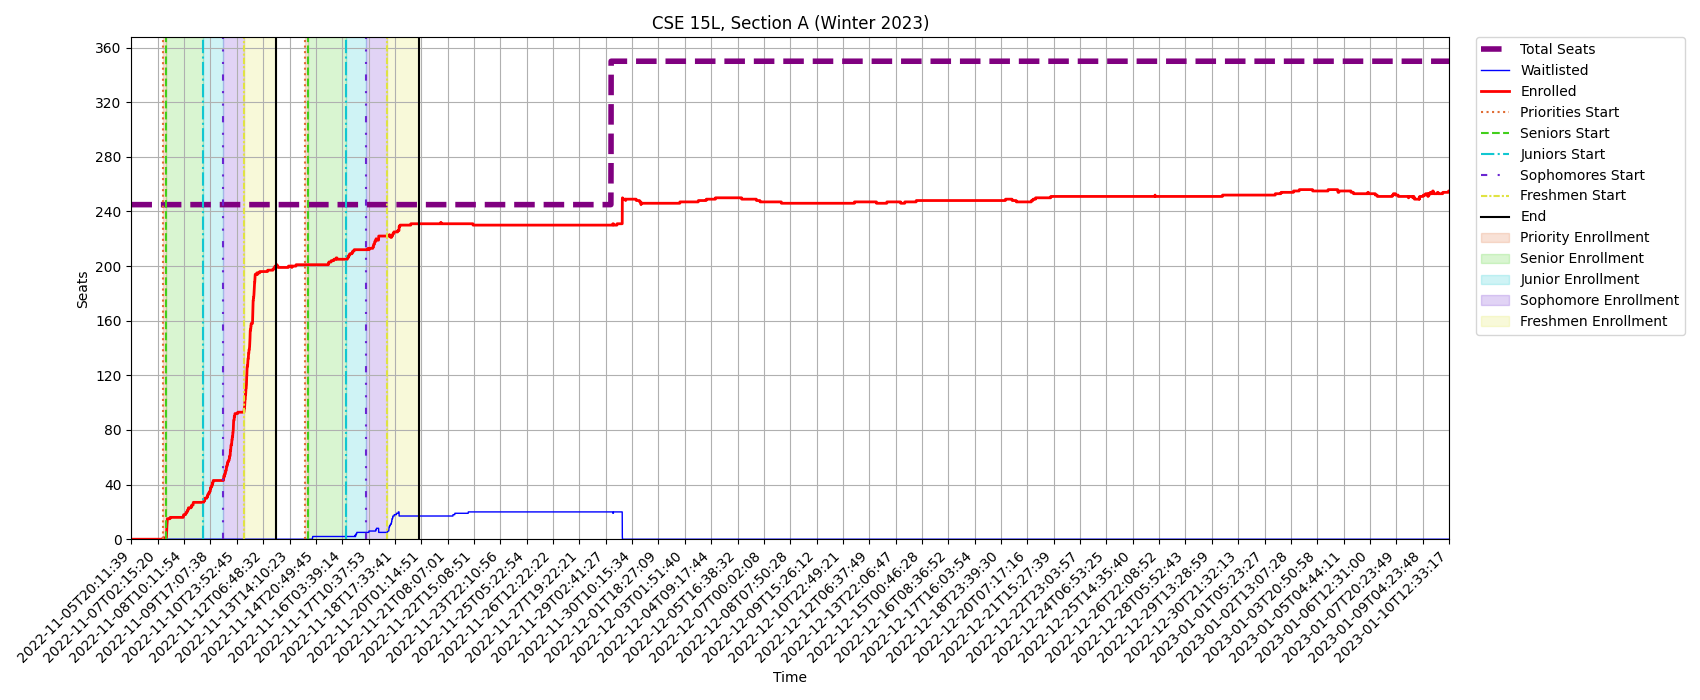 CSE 15L, Section A (Winter 2023)
Seats
360
320
280
240
200
160
120
80
40
0
2022-11-05T20:11:39
2022-11-07T02:15:20
2022-11-08T10:11:54
2022-11-09T17:07:38
2022-11-10T23:52:45
2022-11-12T06:48:32
2022-11-13T14:10:23
2022-11-14T20:49:45
2022-11-16T03:39:14
2022-11-17T10:37:53
2022-11-18T17:33:41
2022-11-20T01:14:51
2022-11-21T08:07:01
2022-11-22T15:08:51
2022-11-23T22:10:56
2022-11-25T05:22:54
2022-11-26T12:22:22
2022-11-27T19:22:21
2022-11-29T02:41:27
2022-11-30T10:15:34
2022-12-01T18:27:09
2022-12-03T01:51:40
2022-12-04T09:17:44
2022-12-05T16:38:32
2022-12-07T00:02:08
2022-12-08T07:50:28
2022-12-09T15:26:12
2022-12-10T22:49:21
2022-12-12T06:37:49
2022-12-13T22:06:47
2022-12-15T00:46:28
2022-12-16T08:36:52
2022-12-17T16:03:54
2022-12-18T23:39:30
2022-12-20T07:17:16
2022-12-21T15:27:39
2022-12-22T23:03:57
2022-12-24T06:53:25
2022-12-25T14:35:40
2022-12-26T22:08:52
2022-12-28T05:52:43
2022-12-29T13:28:59
2022-12-30T21:32:13
2023-01-01T05:23:27
2023-01-02T13:07:28
2023-01-03T20:50:58
2023-01-05T04:44:11
2023-01-06T12:31:00
2023-01-07T20:23:49
2023-01-09T04:23:48
2023-01-10T12:33:17
Time
Total Seats
Waitlisted
Enrolled
Priorities Start
Seniors Start
Juniors Start
Sophomores Start
Freshmen Start
End
Priority Enrollment
Senior Enrollment
Junior Enrollment
Sophomore Enrollment
Freshmen Enrollment